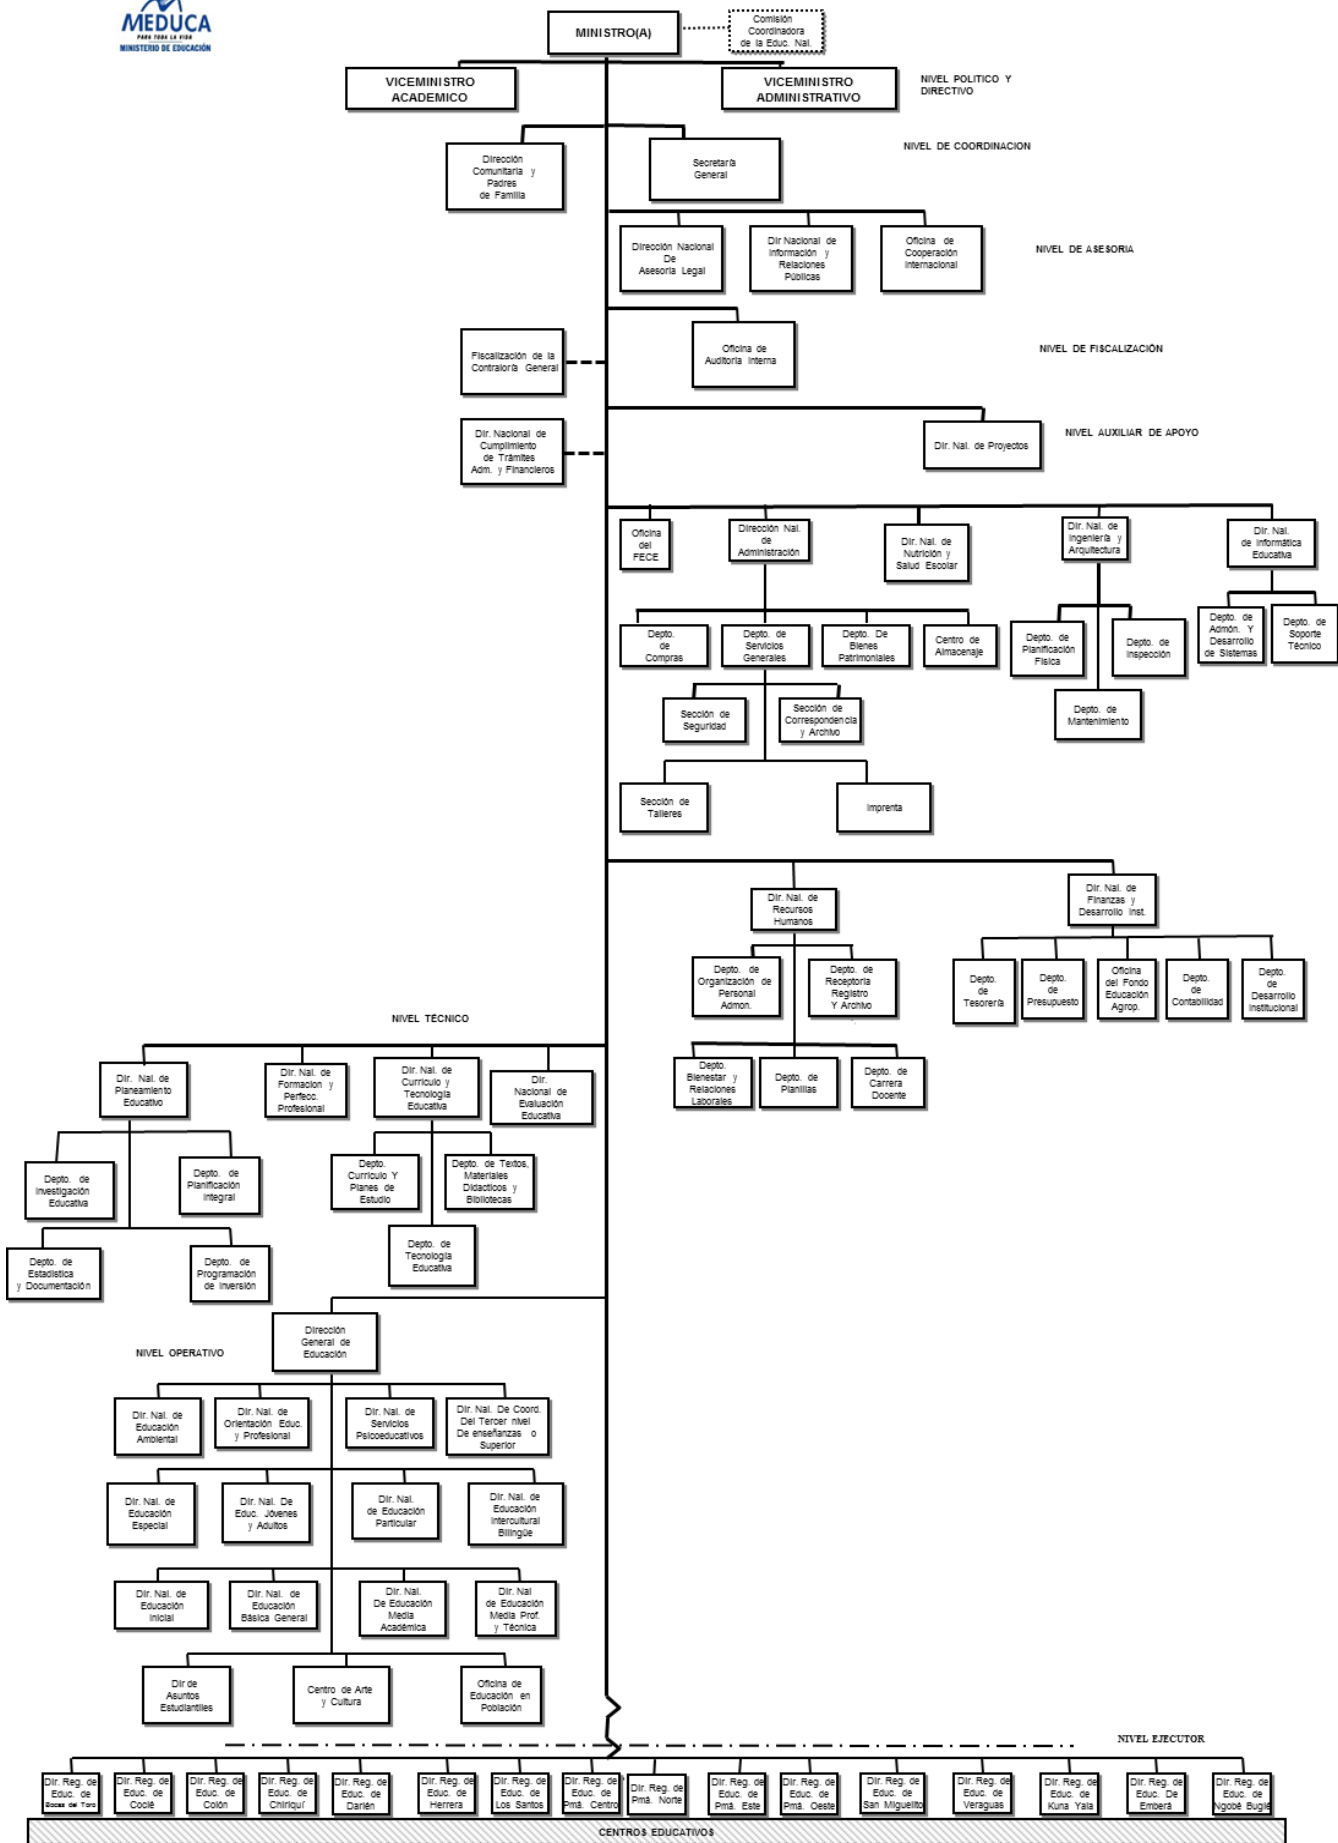 MEDUCA
PARA TODA LA VIDA
MINISTERIO DE EDUCACIÓN
MINISTRO(A)
Comisión
Coordinadora
de la Educ. Nal.
VICEMINISTRO
ACADEMICO
VICEMINISTRO
ADMINISTRATIVO
NIVEL POLITICO Y
DIRECTIVO
NIVEL DE COORDINACION
Dirección
Comunitaria y
Padres
de Familia
Secretaría
General
Dirección Nacional
De
Asesoría Legal
Dir Nacional de
Información y
Relaciones
Públicas
Oficina de
Cooperación
Internacional
NIVEL DE ASESORIA
Fiscalización de la
Contraloría General
Oficina de
Auditoria Interna
NIVEL DE FISCALIZACIÓN
Dir. Nacional de
Cumplimiento
de Trámites
Adm. y Financieros
Dir. Nal. de Proyectos
NIVEL AUXILIAR DE APOYO
Oficina
del
FECE
Dirección Nal.
de
Administración
Dir. Nal. de
Nutrición y
Salud Escolar
Dir. Nal. de
Ingeniería y
Arquitectura
Dir. Nal.
de Informática
Educativa
Depto.
de
Compras
Depto. de
Servicios
Generales
Depto. De
Bienes
Patrimoniales
Centro de
Almacenaje
Depto. de
Planificación
Física
Depto. de
Inspección
Depto. de
Admón. Y
Desarrollo
de Sistemas
Depto. de
Soporte
Técnico
Sección de
Seguridad
Sección de
Correspondencia
y Archivo
Depto. de
Mantenimiento
Sección de
Talleres
Imprenta
Dir. Nal. de
Recursos
Humanos
Dir. Nal. de
Finanzas y
Desarrollo Inst.
Depto. de
Organización de
Personal
Admon.
Depto. de
Receptoría
Registro
Y Archivo
Depto.
de
Tesorería
Depto.
de
Presupuesto
Oficina
del Fondo
Educación
Agrop.
Depto.
de
Contabilidad
Depto.
de
Desarrollo
Institucional
Depto.
Bienestar y
Relaciones
Laborales
Depto. de
Planillas
Depto. de
Carrera
Docente
NIVEL TÉCNICO
Dir. Nal. de
Planeamiento
Educativo
Dir. Nal. de
Formacion y
Perfecc.
Profesional
Dir. Nal. de
Currículo y
Tecnología
Educativa
Dir.
Nacional de
Evaluación
Educativa
Depto. de
Investigación
Educativa
Depto. de
Planificación
Integral
Depto.
Currículo Y
Planes de
Estudio
Depto. de Textos,
Materiales
Didacticos y
Bibliotecas
Depto. de
Estadística
y Documentación
Depto. de
Programación
de Inversión
Depto. de
Tecnología
Educativa
Dirección
General de
Educación
NIVEL OPERATIVO
Dir. Nal. de
Educación
Ambiental
Dir. Nal. de
Orientación Educ.
y Profesional
Dir. Nal. de
Servicios
Psicoeducativos
Dir. Nal. De Coord.
Del Tercer nivel
De enseñanzas o
Superior
Dir. Nal. de
Educación
Especial
Dir. Nal. De
Educ. Jóvenes
y Adultos
Dir. Nal.
de Educación
Particular
Dir. Nal. de
Educación
Intercultural
Bilingüe
Dir. Nal. de
Educación
Inicial
Dir. Nal. de
Educación
Básica General
Dir. Nal.
De Educación
Media
Académica
Dir. Nal
de Educación
Media Prof.
y Técnica
Dir de
Asuntos
Estudiantiles
Centro de Arte
y Cultura
Oficina de
Educación en
Población
NIVEL EJECUTOR
Dir. Reg. de
Educ. de
Bocas del Toro
Dir. Reg. de
Educ. de
Coclé
Dir. Reg. de
Educ. de
Colón
Dir. Reg. de
Educ. de
Chiriquí
Dir. Reg. de
Educ. de
Darién
Dir. Reg. de
Educ. de
Herrera
Dir. Reg. de
Educ. de
Los Santos
Dir. Reg. de
Educ. de
Pmá. Centro
Dir. Reg. de
Pmá. Norte
Dir. Reg. de
Educ. de
Pmá. Este
Dir. Reg. de
Educ. de
Pmá. Oeste
Dir. Reg. de
Educ. de
San Miguelito
Dir. Reg. de
Educ. de
Veraguas
Dir. Reg. de
Educ. de
Kuna Yala
Dir. Reg. de
Educ. De
Emberá
Dir. Reg. de
Educ. de
Ngobé Buglé
CENTROS EDUCATIVOS